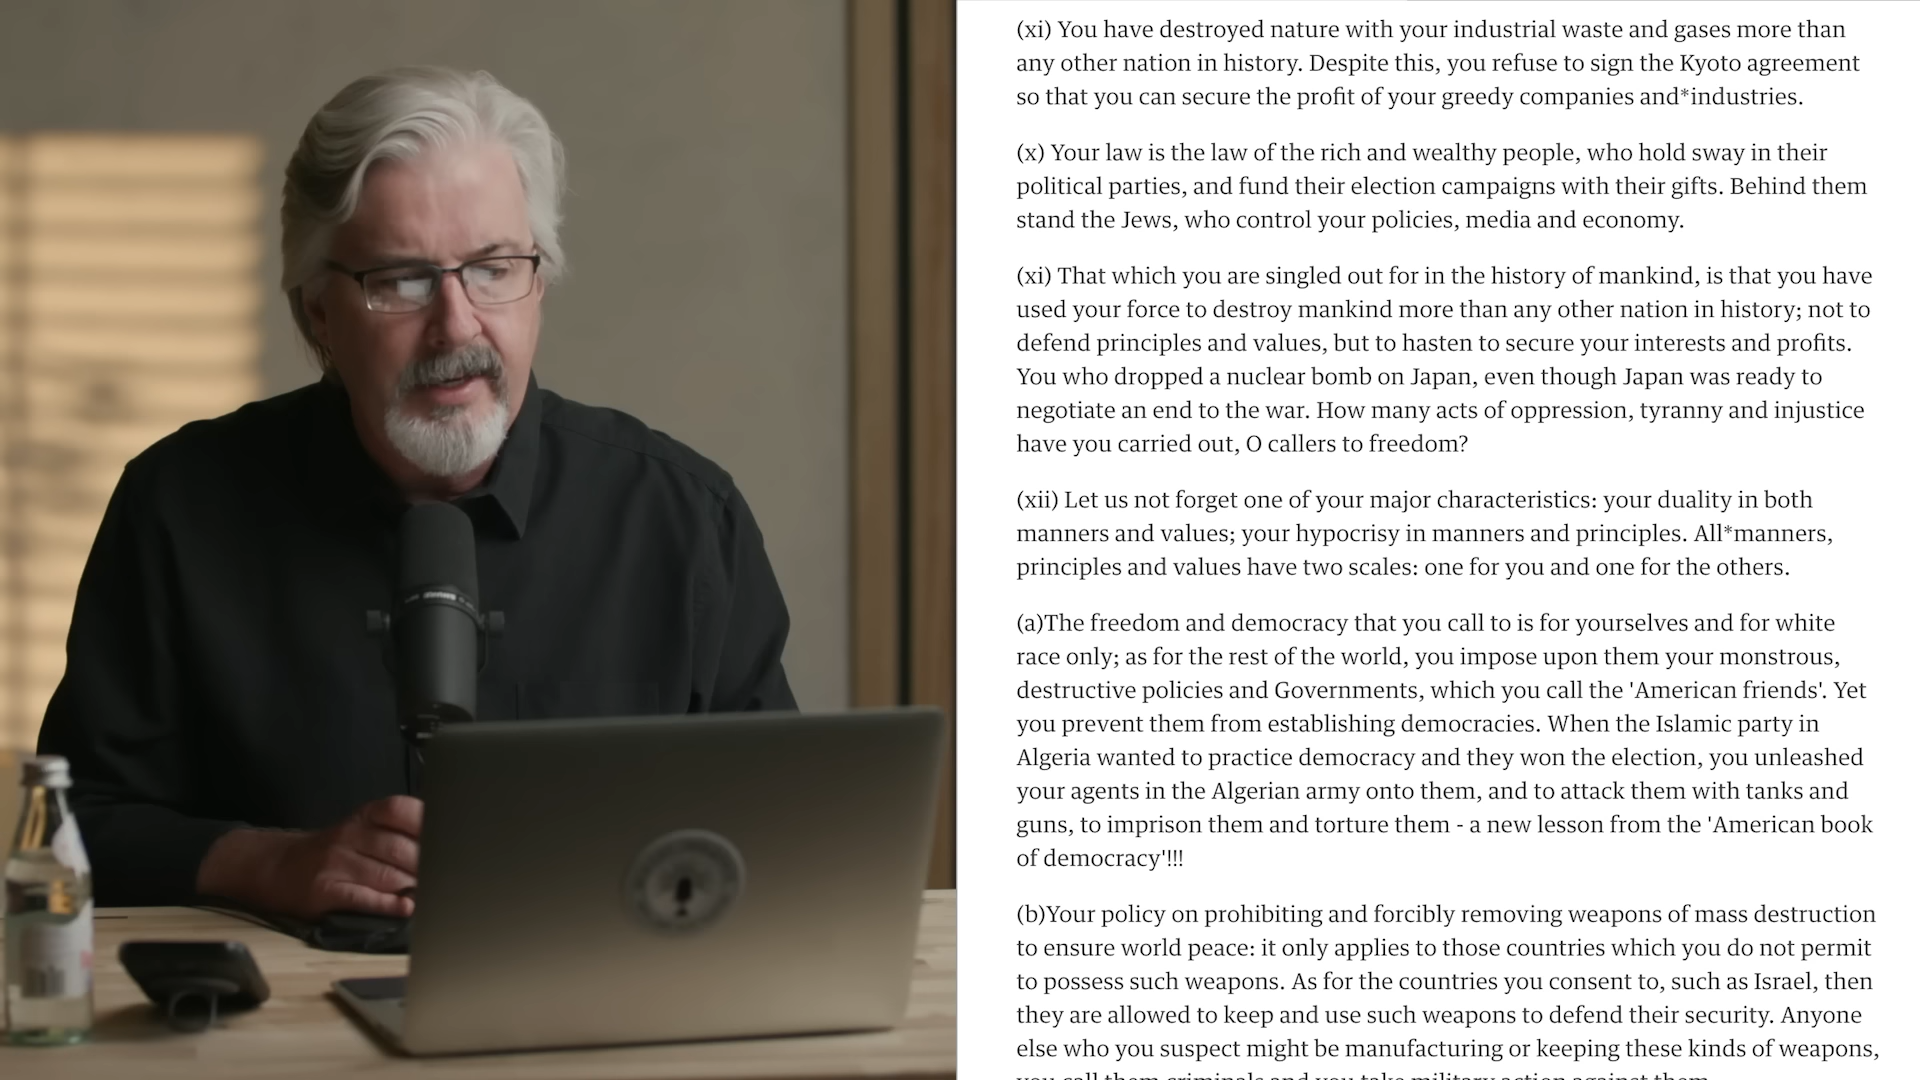 (xi) You have destroyed nature with your industrial waste and gases more than
any other nation in history. Despite this, you refuse to sign the Kyoto agreement
so that you can secure the profit of your greedy companies and*industries.
(x) Your law is the law of the rich and wealthy people, who hold sway in their
political parties, and fund their election campaigns with their gifts. Behind them
stand the Jews, who control your policies, media and economy.
(xi) That which you are singled out for in the history of mankind, is that you have
used your force to destroy mankind more than any other nation in history; not to
defend principles and values, but to hasten to secure your interests and profits.
You who dropped a nuclear bomb on Japan, even though Japan was ready to
negotiate an end to the war. How many acts of oppression, tyranny and injustice
have you carried out, O callers to freedom?
(xii) Let us not forget one of your major characteristics: your duality in both
manners and values; your hypocrisy in manners and principles. All*manners,
principles and values have two scales: one for you and one for the others.
(a)The freedom and democracy that you call to is for yourselves and for white
race only; as for the rest of the world, you impose upon them your monstrous,
destructive policies and Governments, which you call the 'American friends'. Yet
you prevent them from establishing democracies. When the Islamic party in
Algeria wanted to practice democracy and they won the election, you unleashed
your agents in the Algerian army onto them, and to attack them with tanks and
guns, to imprison them and torture them - a new lesson from the 'American book
of democracy'!!!
(b)Your policy on prohibiting and forcibly removing weapons of mass destruction
to ensure world peace: it only applies to those countries which you do not permit
to possess such weapons. As for the countries you consent to, such as Israel, then
they are allowed to keep and use such weapons to defend their security. Anyone
else who you suspect might be manufacturing or keeping these kinds of weapons,
you call them criminals and you take military action against them.